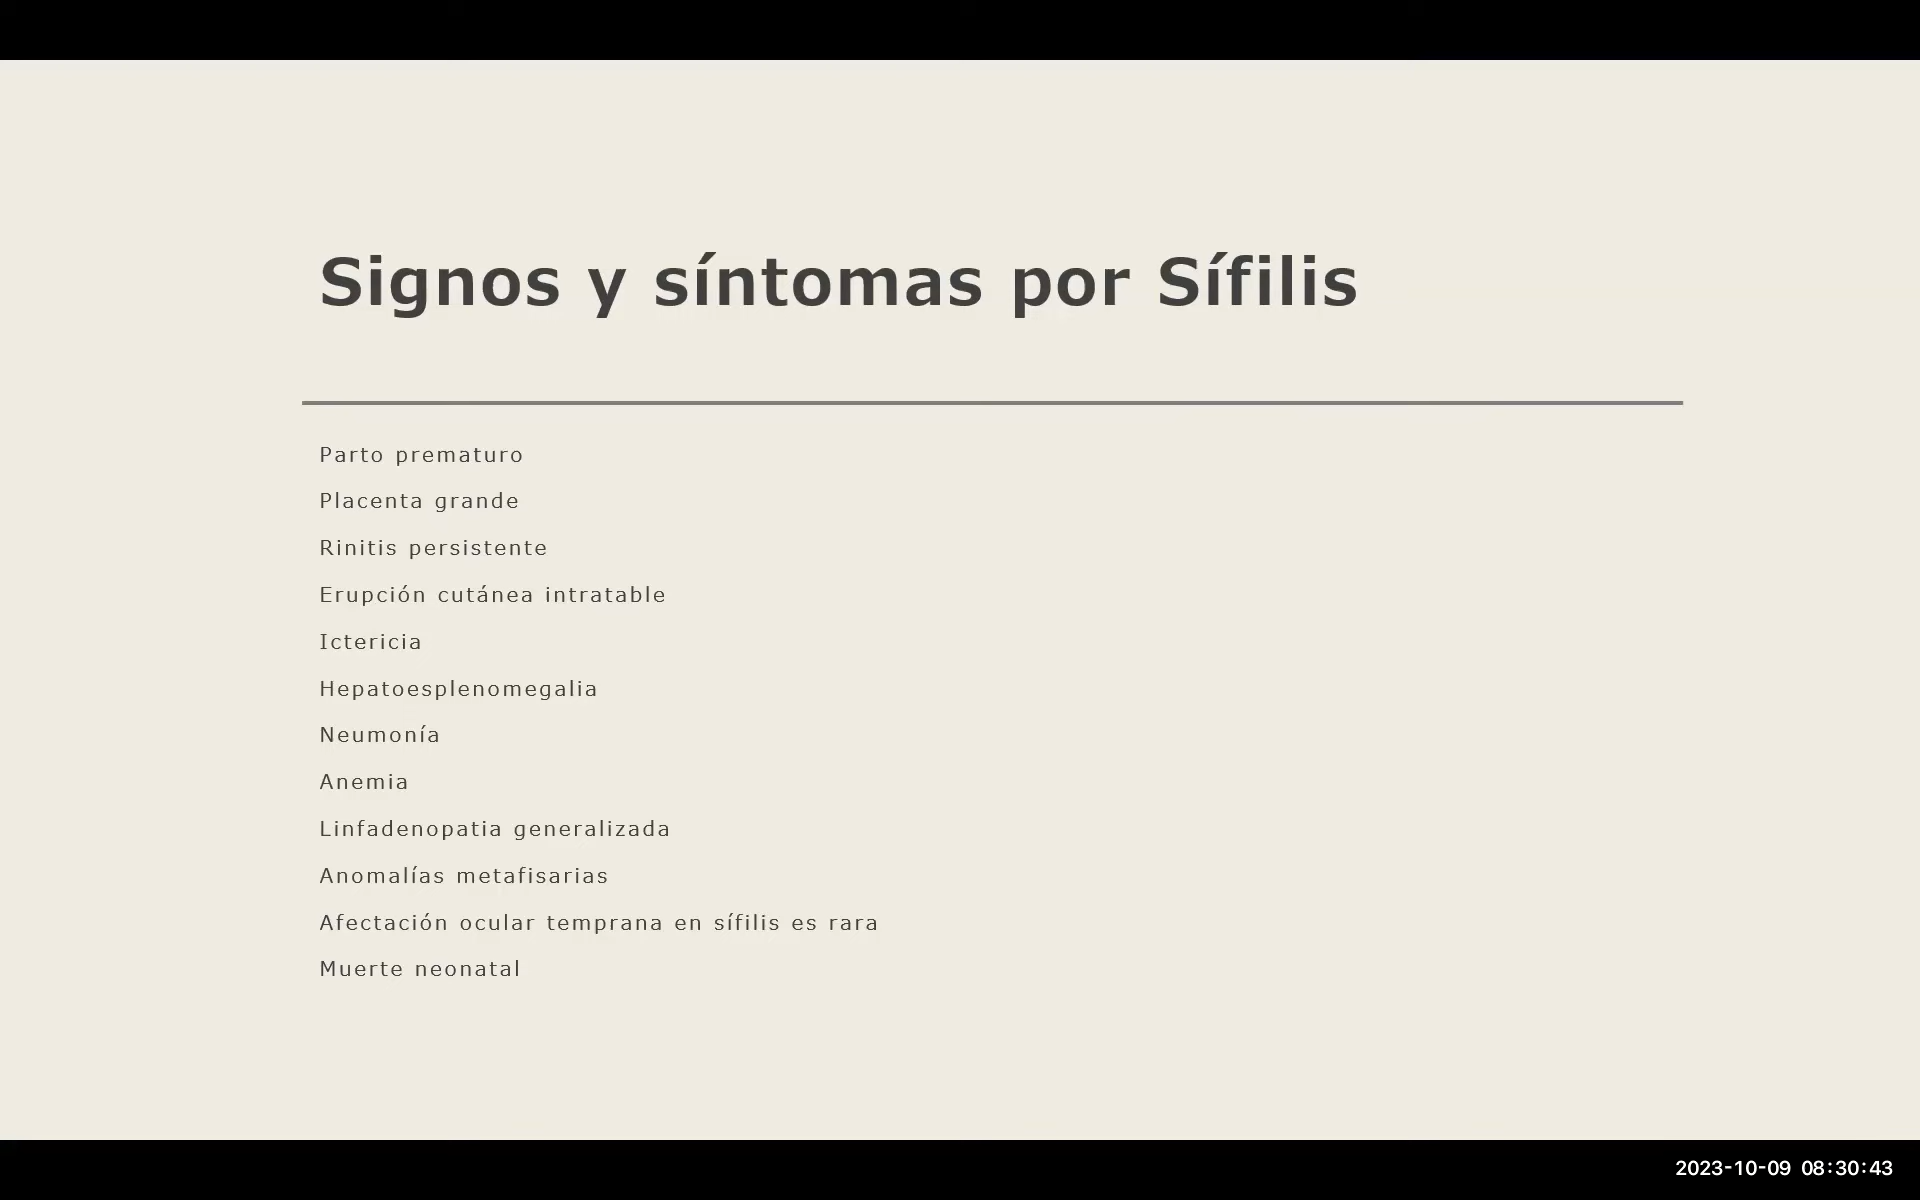 Signos y síntomas por Sífilis
Parto prematuro
Placenta grande
Rinitis persistente
Erupción cutánea intratable
Ictericia
Hepatoesplenomegalia
Neumonía
Anemia
Linfadenopatia generalizada
Anomalías metafisarias
Afectación ocular temprana en sífilis es rara
Muerte neonatal
2023-10-09 08:30:43